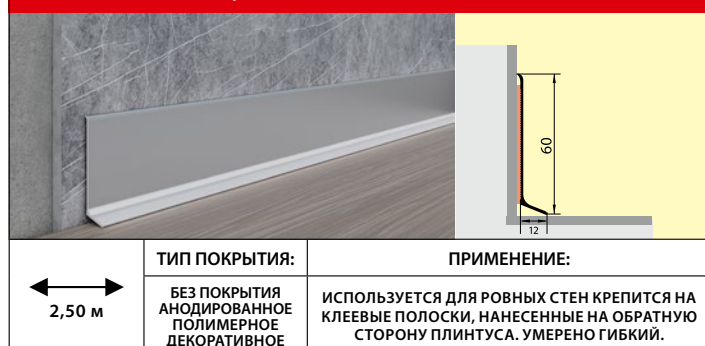 60
12
2,50 м
ТИП ПОКРЫТИЯ:
БЕЗ ПОКРЫТИЯ
АНОДИРОВАННОЕ
ПОЛИМЕРНОЕ
ДЕКОРАТИВНОЕ
ПРИМЕНЕНИЕ:
ИСПОЛЬЗУЕТСЯ ДЛЯ РОВНЫХ СТЕН КРЕПИТСЯ НА
КЛЕЕВЫЕ ПОЛОСКИ, НАНЕСЕННЫЕ НА ОБРАТНУЮ
СТОРОНУ ПЛИНТУСА. УМЕРЕНО ГИБКИЙ.